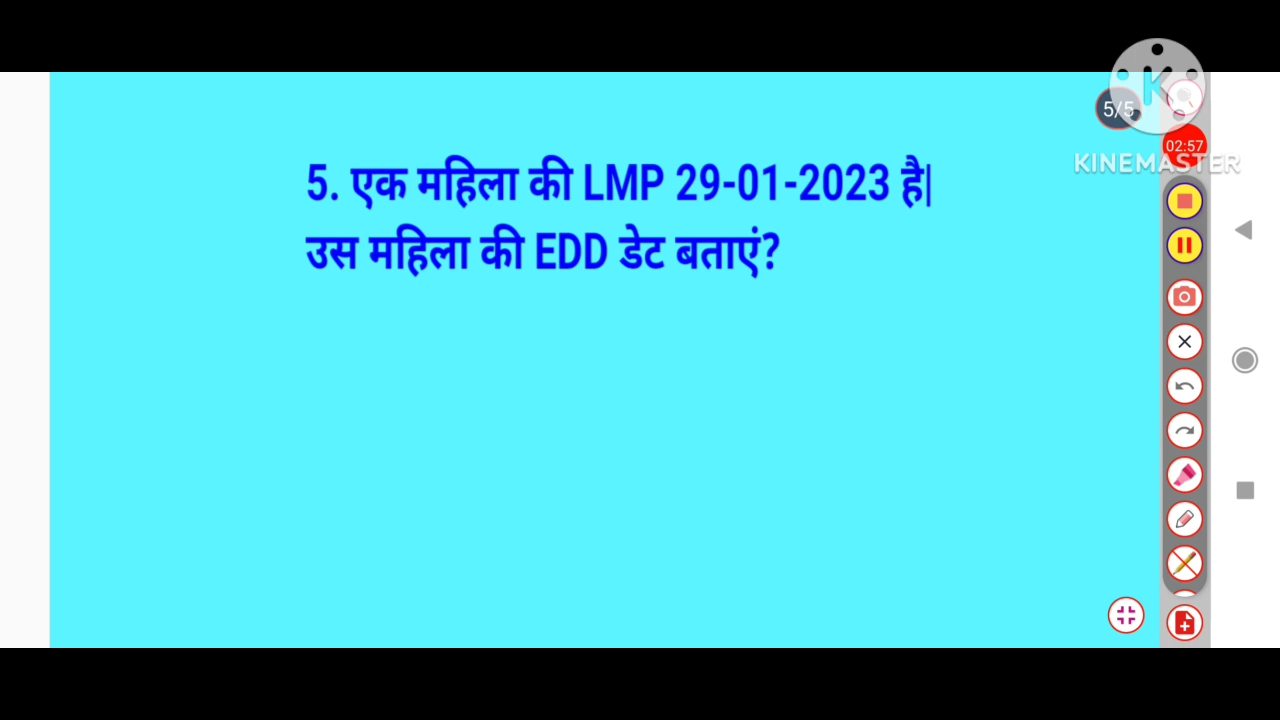 5/5
02:57
KINEMASTER
5. एक महिला की LMP 29-01-2023 है|
उस महिला की EDD डेट बताएं?